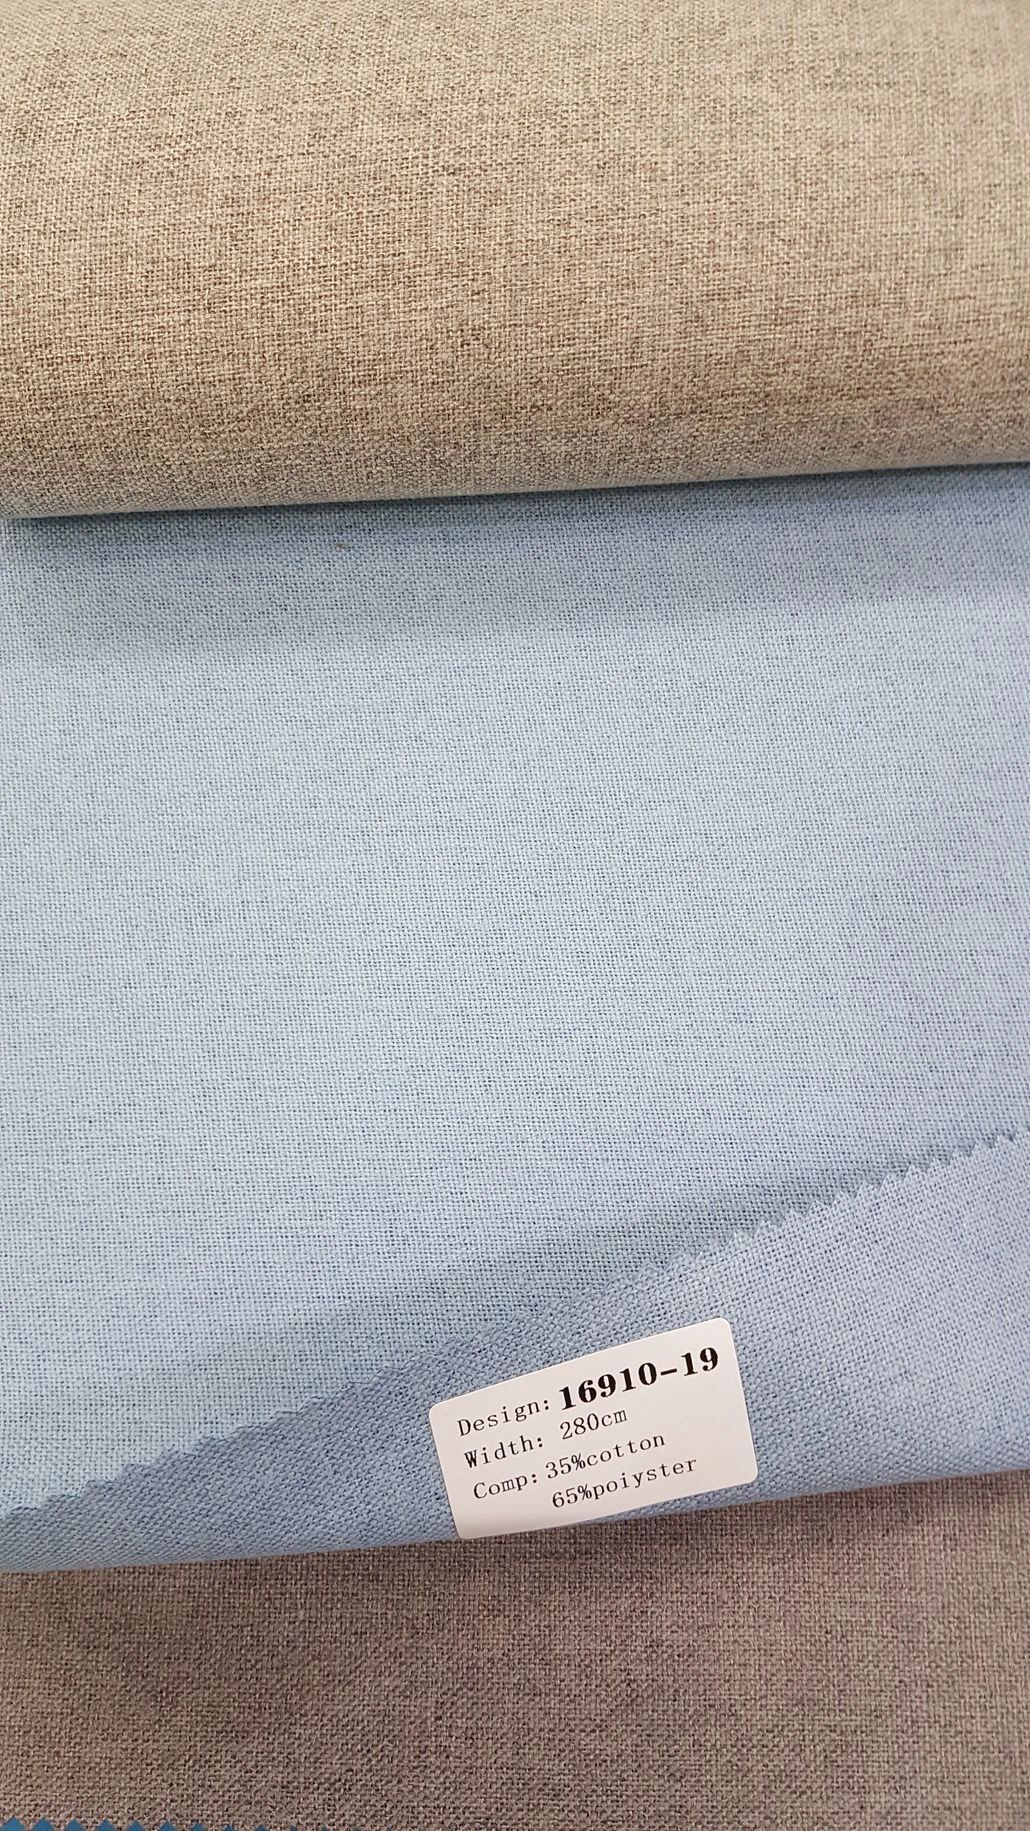 Design: 16910-19
Width: 280cm
Comp: 35%cotton
65%poiyster